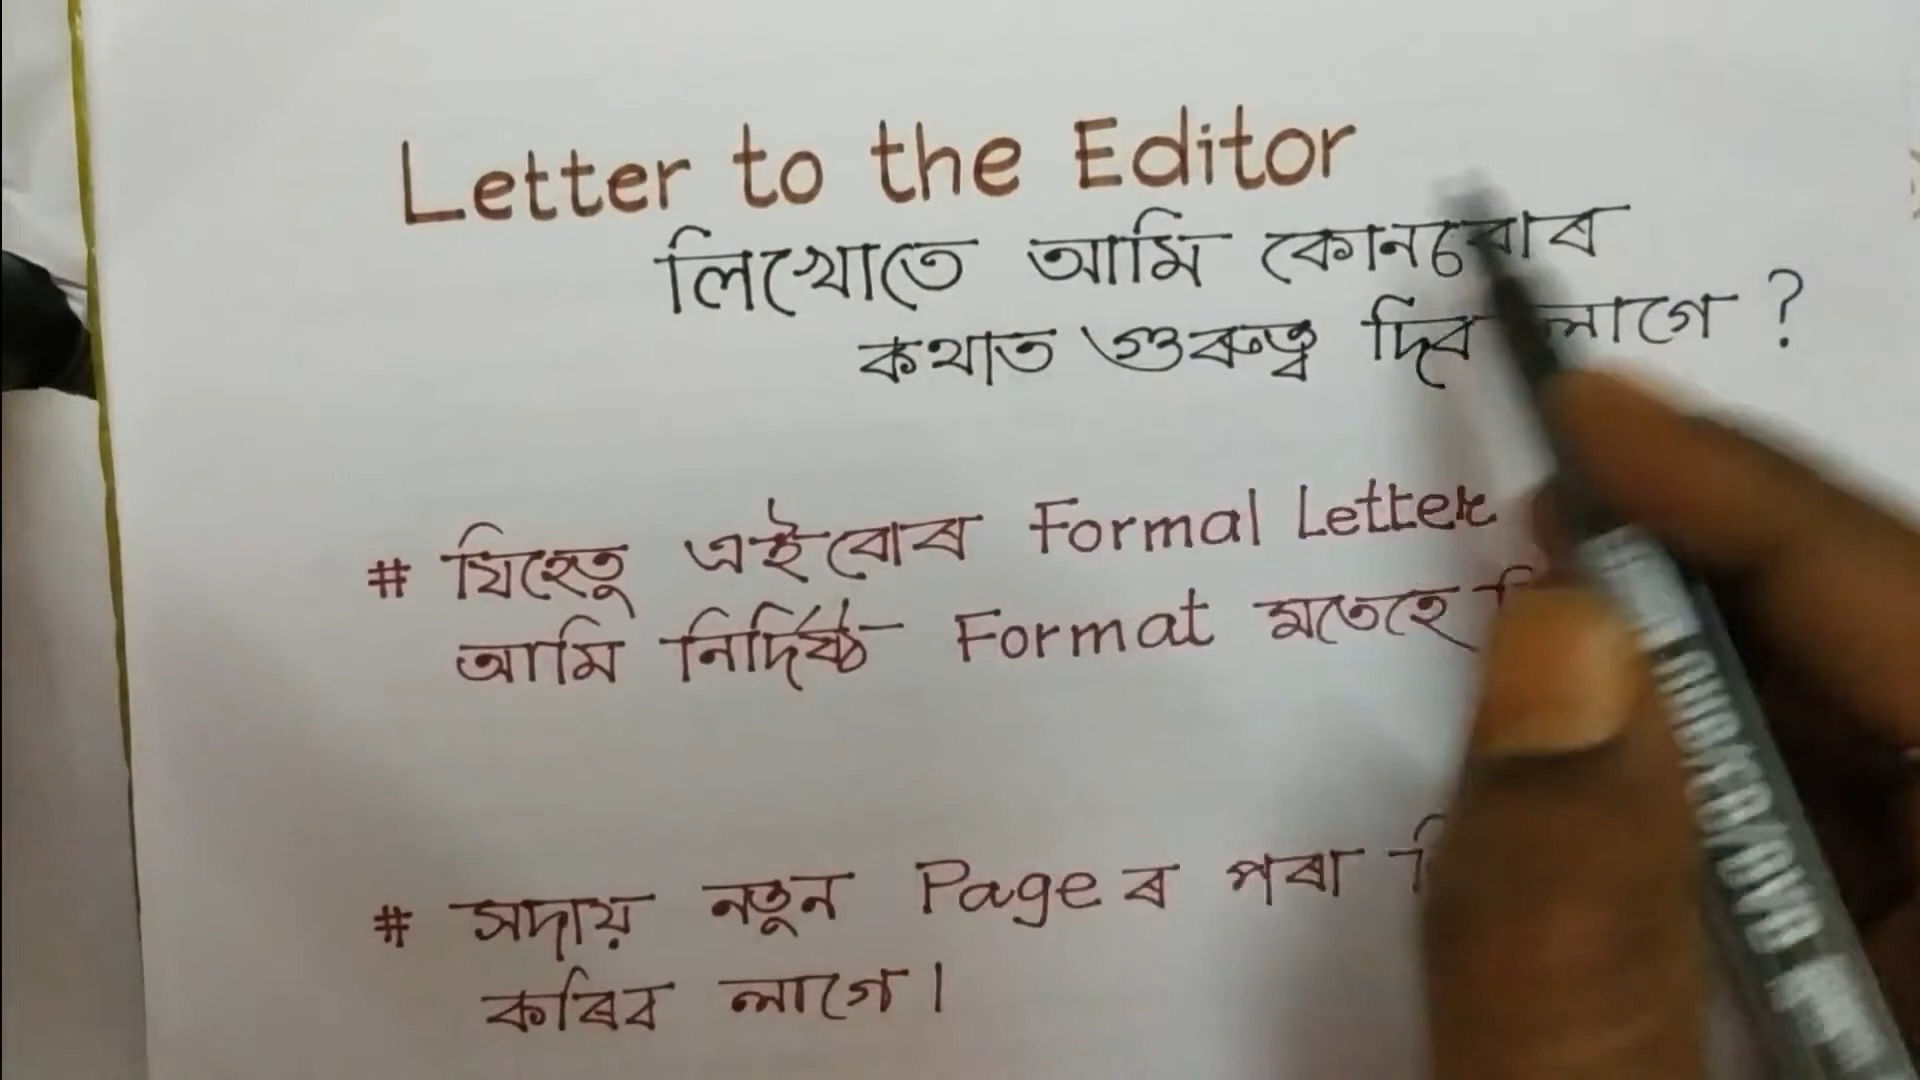 Letter to the Editor
লিখোতে আমি কোনবোৰ
কথাত গুৰুত্ব দিব লাগে ?
# যিহেতু এইবোৰ Formal Letter
আমি নিৰ্দিষ্ঠ Format মতেহে
# সদায় নতুন Pageৰ পৰা
কৰিব লাগে।